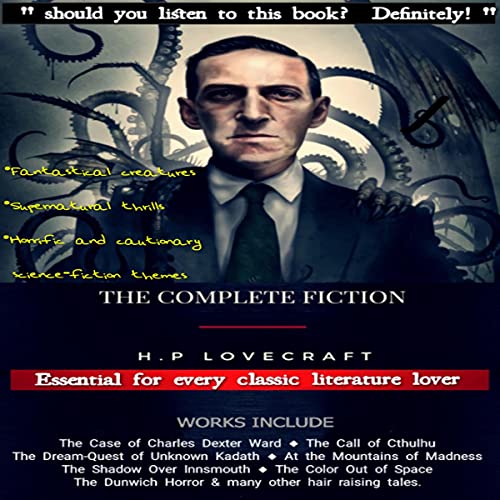 " should you listen to this book?  Definitely! "
*Fantastical creatures
*Supernatural thrills
*Horrific and cautionary
science-fiction themes
THE COMPLETE FICTION
H.P LOVECRAFT
Essential for every classic literature lover
WORKS INCLUDE
The Case of Charles Dexter Ward ◆ The Call of Cthulhu
The Dream-Quest of Unknown Kadath ◆ At the Mountains of Madness
The Shadow Over Innsmouth ◆ The Color Out of Space
The Dunwich Horror & many other hair raising tales.